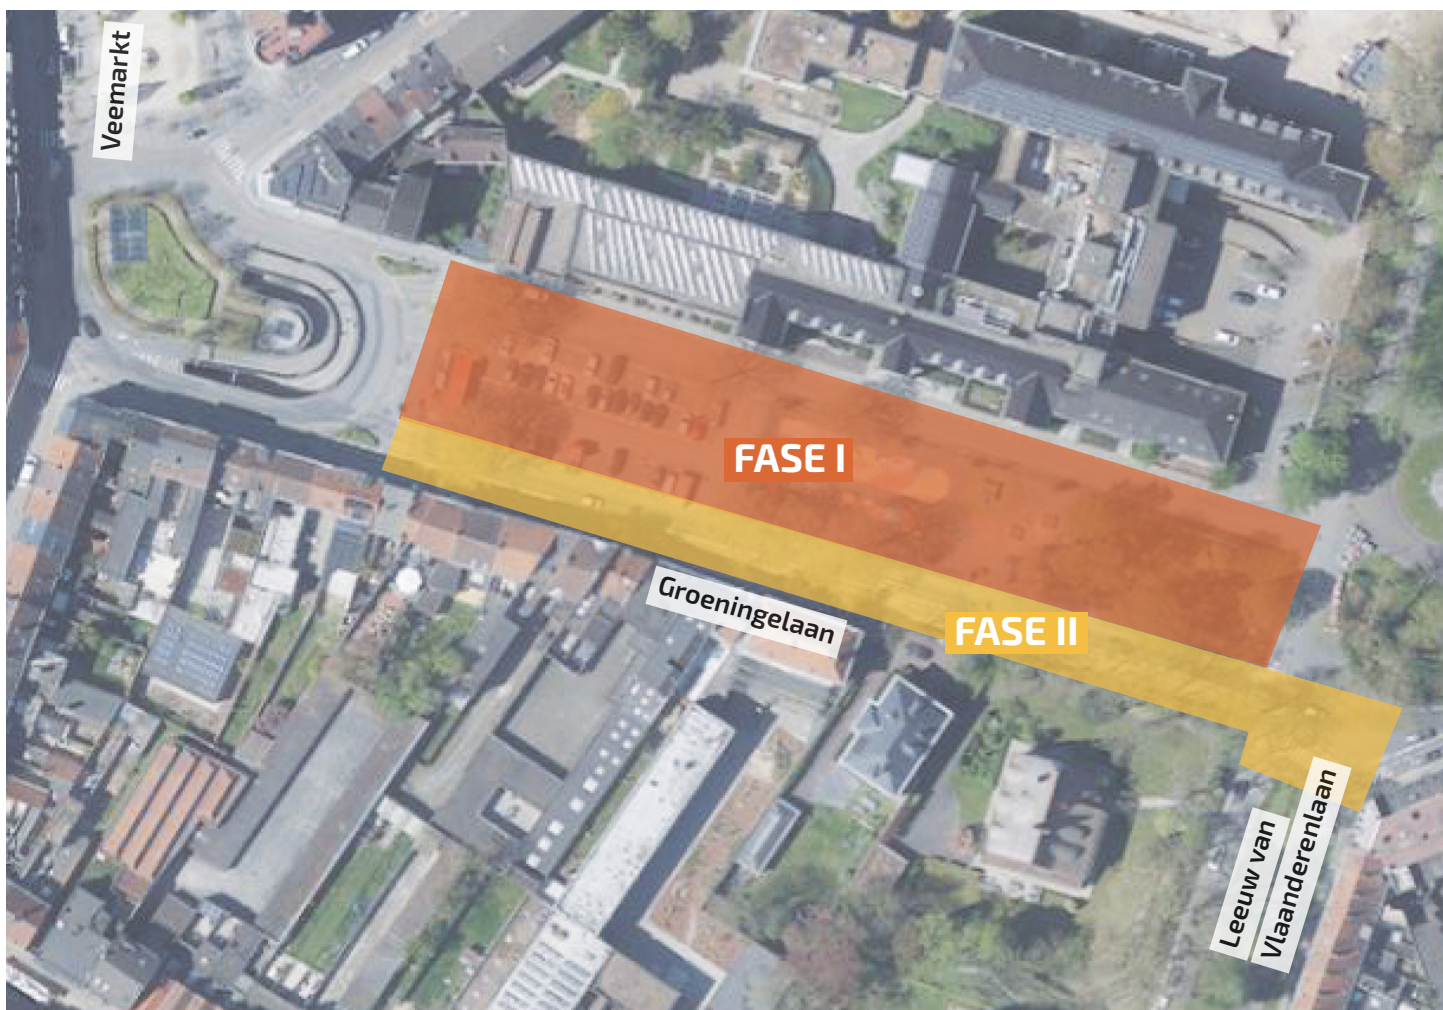 Veemarkt
FASE I
Groeningelaan
FASE II
Leeuw van
Vlaanderenlaan